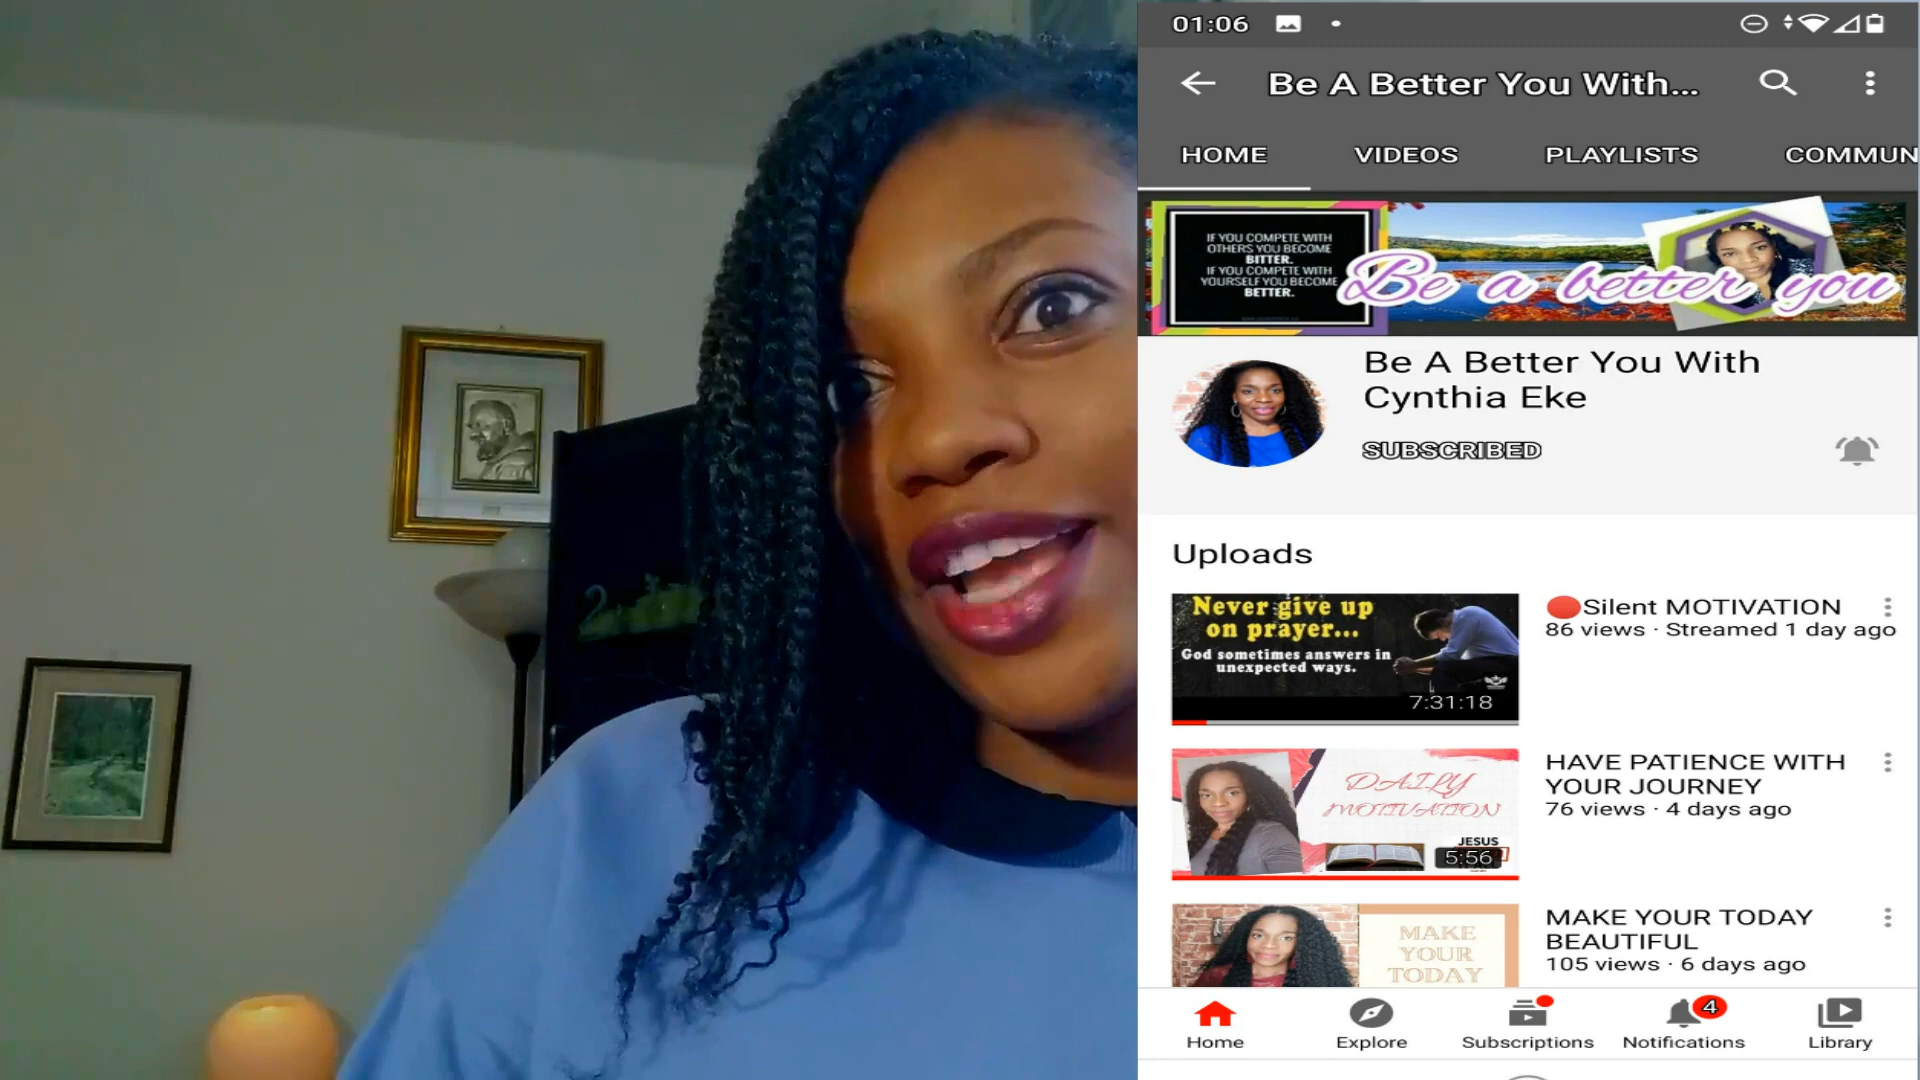 01:06
Be A Better You With...
HOME VIDEOS PLAYLISTS COMMUN
IF YOU COMPETE WITH
OTHERS YOU BECOME
BITTER.
IF YOU COMPETE WITH
YOURSELF YOU BECOME
BETTER.
Be a better you
Be A Better You With
Cynthia Eke
SUBSCRIBED
Uploads
Never give up
on prayer...
God sometimes answers in
unexpected ways.
7:31:18
Silent MOTIVATION
86 views · Streamed 1 day ago
DAILY
MOTIVATION
JESUS
5:56
HAVE PATIENCE WITH
YOUR JOURNEY
76 views · 4 days ago
MAKE
YOUR
TODAY
MAKE YOUR TODAY
BEAUTIFUL
105 views · 6 days ago
4
Home Explore Subscriptions Notifications Library